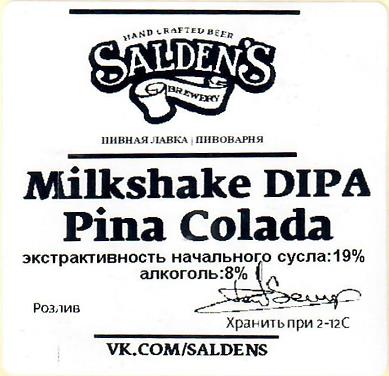 HAND CRAFTED BEER
SALDEN'S
BREWERY
ПИВНАЯ ЛАВКА | ПИВОВАРНЯ
Milkshake DIPA
Pina Colada
экстрактивность начального сусла:19%
алкоголь:8%
Розлив
Хранить при 2-12С
VK.COM/SALDENS